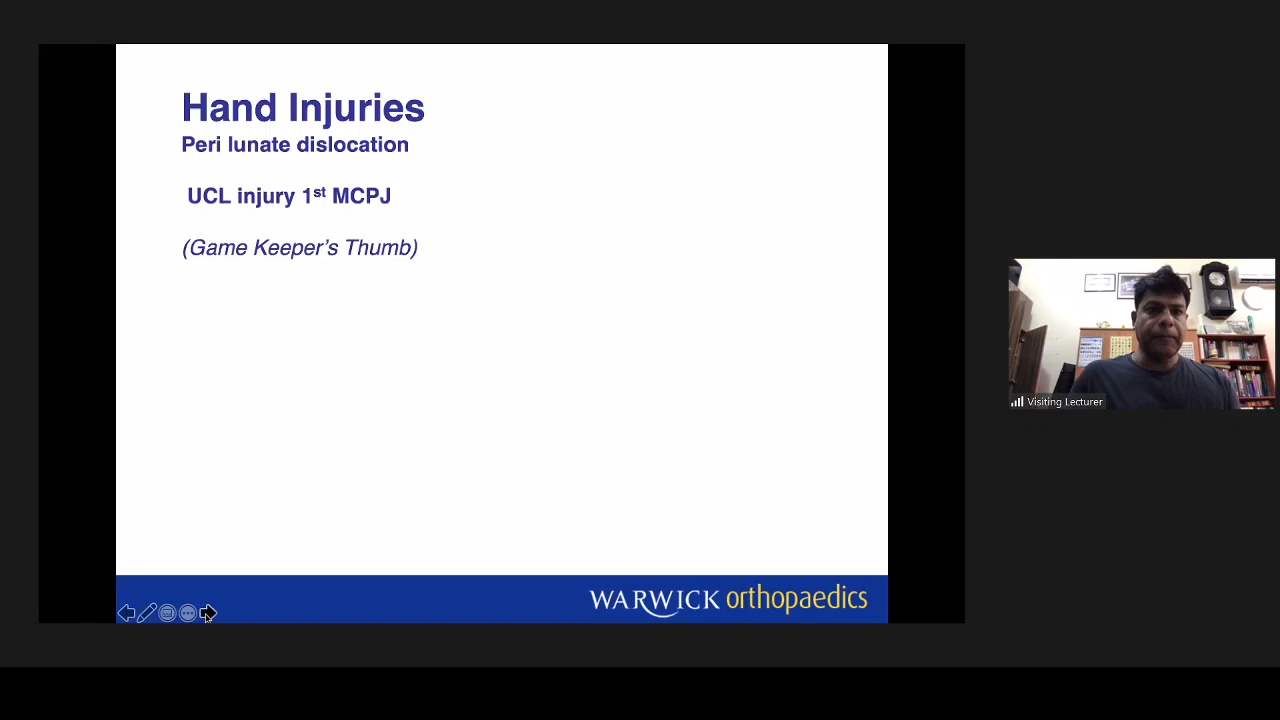 Hand Injuries
Peri lunate dislocation
UCL injury 1st MCPJ
(Game Keeper's Thumb)
WARWICK orthopaedics
Visiting Lecturer